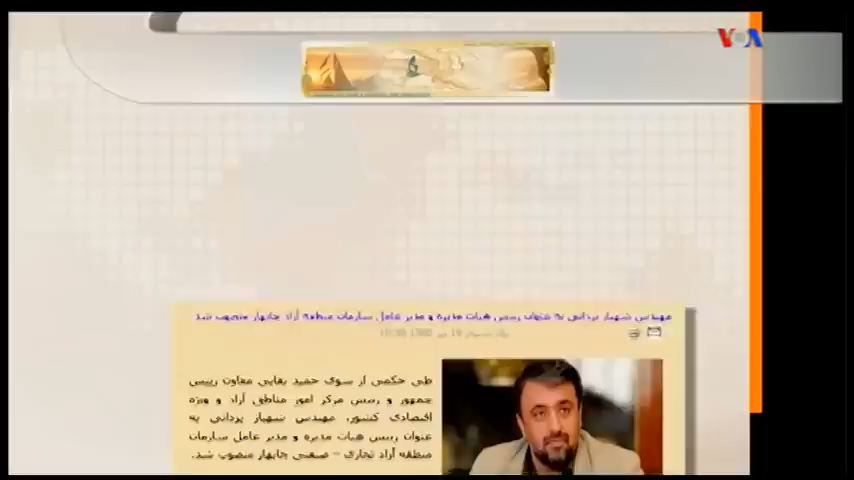 VOA
مهندس شهباز یزدانی به عنوان رییس هیات مدیره و مدیر عامل سازمان منطقه آزاد چابهار منصوب شد
طی حکمی از سوی حمید بقایی معاون رییس
جمهور و رییس مرکز امور مناطق آزاد و ویژه
اقتصادی کشور، مهندس شهباز یزدانی به
عنوان رییس هیات مدیره و مدیر عامل سازمان
منطقه آزاد تجاری – صنعتی چابهار منصوب شد.